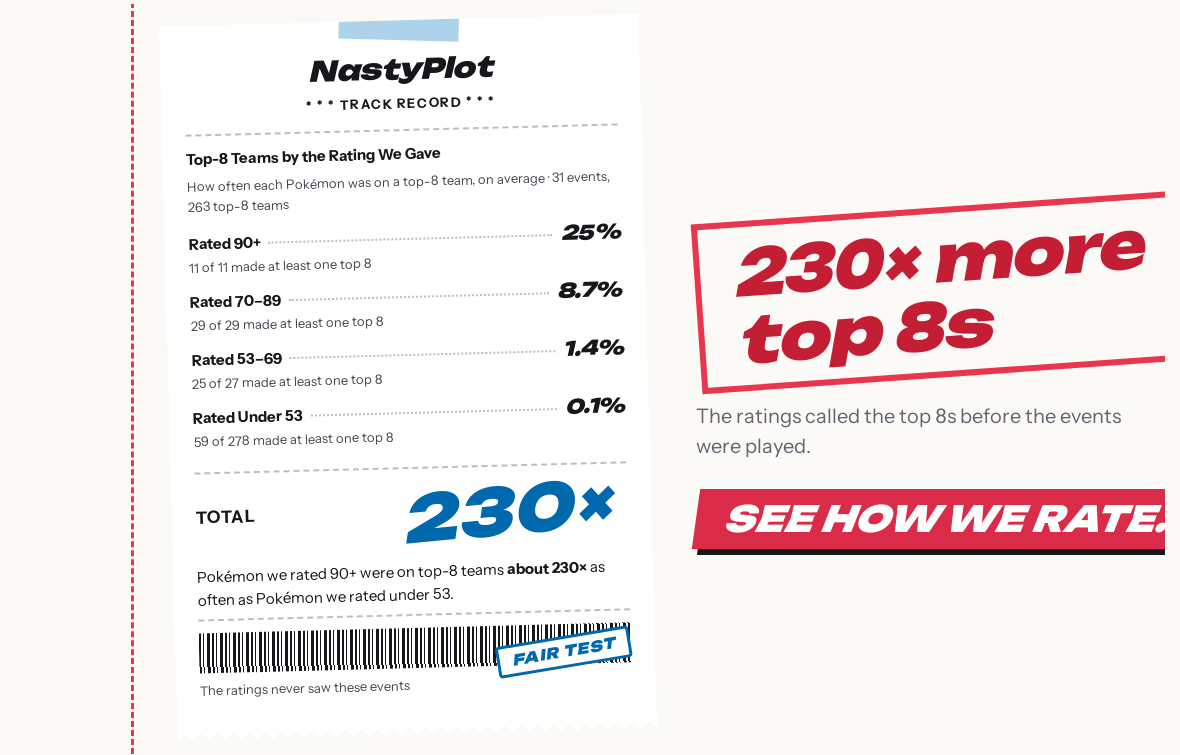 NastyPlot
* * * TRACK RECORD * * *
Top-8 Teams by the Rating We Gave
How often each Pokémon was on a top-8 team, on average · 31 events,
263 top-8 teams
Rated 90+ 25%
11 of 11 made at least one top 8
Rated 70–89 8.7%
29 of 29 made at least one top 8
Rated 53–69 1.4%
25 of 27 made at least one top 8
Rated Under 53 0.1%
59 of 278 made at least one top 8
TOTAL 230×
Pokémon we rated 90+ were on top-8 teams about 230× as
often as Pokémon we rated under 53.
FAIR TEST
The ratings never saw these events
230× more
top 8s
The ratings called the top 8s before the events
were played.
SEE HOW WE RATE.